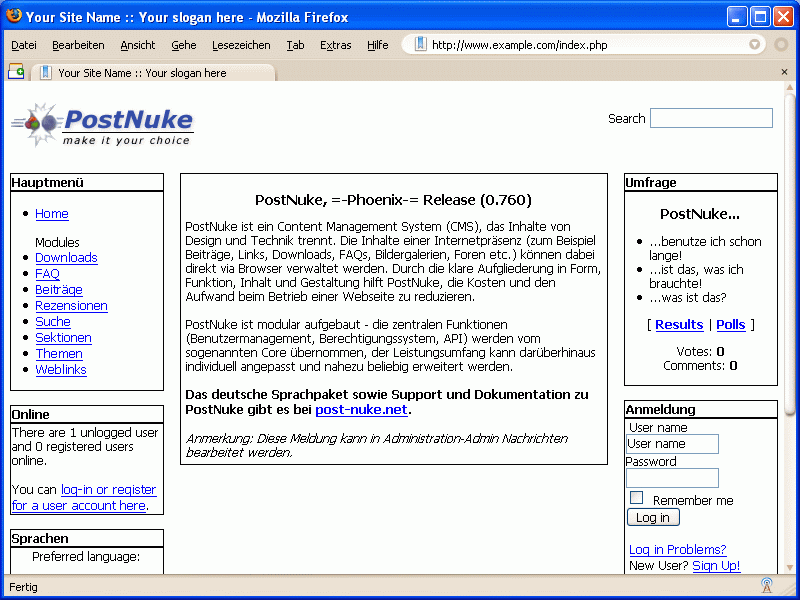 Your Site Name :: Your slogan here - Mozilla Firefox
Datei Bearbeiten Ansicht Gehe Lesezeichen Tab Extras Hilfe http://www.example.com/index.php
Your Site Name :: Your slogan here
PostNuke
make it your choice
Search
Hauptmenü
Home
Modules
Downloads
FAQ
Beiträge
Rezensionen
Suche
Sektionen
Themen
Weblinks
Online
There are 1 unlogged user
and 0 registered users
online.
You can log-in or register
for a user account here.
Sprachen
Preferred language:
PostNuke, =-Phoenix-= Release (0.760)
PostNuke ist ein Content Management System (CMS), das Inhalte von
Design und Technik trennt. Die Inhalte einer Internetpräsenz (zum Beispiel
Beiträge, Links, Downloads, FAQs, Bildergalerien, Foren etc.) können dabei
direkt via Browser verwaltet werden. Durch die klare Aufgliederung in Form,
Funktion, Inhalt und Gestaltung hilft PostNuke, die Kosten und den
Aufwand beim Betrieb einer Webseite zu reduzieren.
PostNuke ist modular aufgebaut - die zentralen Funktionen
(Benutzermanagement, Berechtigungssystem, API) werden vom
sogenannten Core übernommen, der Leistungsumfang kann darüberhinaus
individuell angepasst und nahezu beliebig erweitert werden.
Das deutsche Sprachpaket sowie Support und Dokumentation zu
PostNuke gibt es bei post-nuke.net.
Anmerkung: Diese Meldung kann in Administration-Admin Nachrichten
bearbeitet werden.
Umfrage
PostNuke...
...benutze ich schon
lange!
...ist das, was ich
brauchte!
...was ist das?
[ Results | Polls ]
Votes: 0
Comments: 0
Anmeldung
User name
User name
Password
Remember me
Log in
Log in Problems?
New User? Sign Up!
Fertig